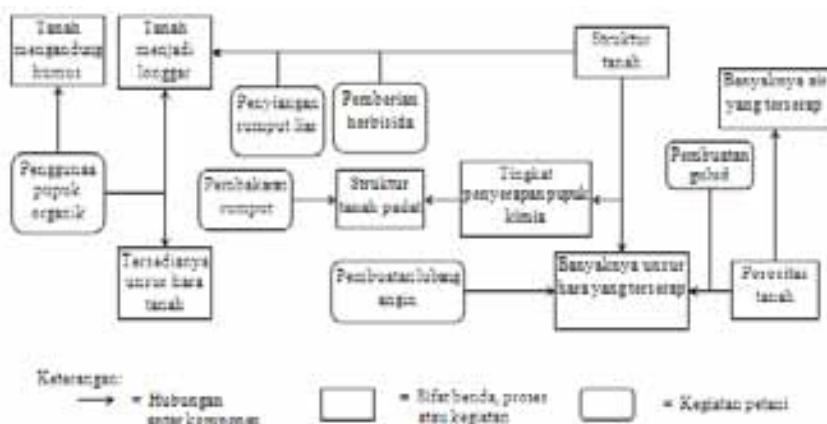 Tanah
mengandung
humus
Tanah
menjadi
longgar
Struktur
tanah
Banyaknya air
yang terserap
Penyiangan
rumput liar
Pemberian
herbisida
Pembuatan
gulud
Penggunaa
pupuk
organik
Pembakaran
rumput
Struktur
tanah padat
Tingkat
penyerapan pupuk
kimia
Tersedianya
unsur hara
tanah
Pembuatan lubang
angin
Banyaknya unsur
hara yang terserap
Porositas
tanah
Keterangan:
= Hubungan
antar komponen
= Sifat benda, proses
atau kegiatan
= Kegiatan petani